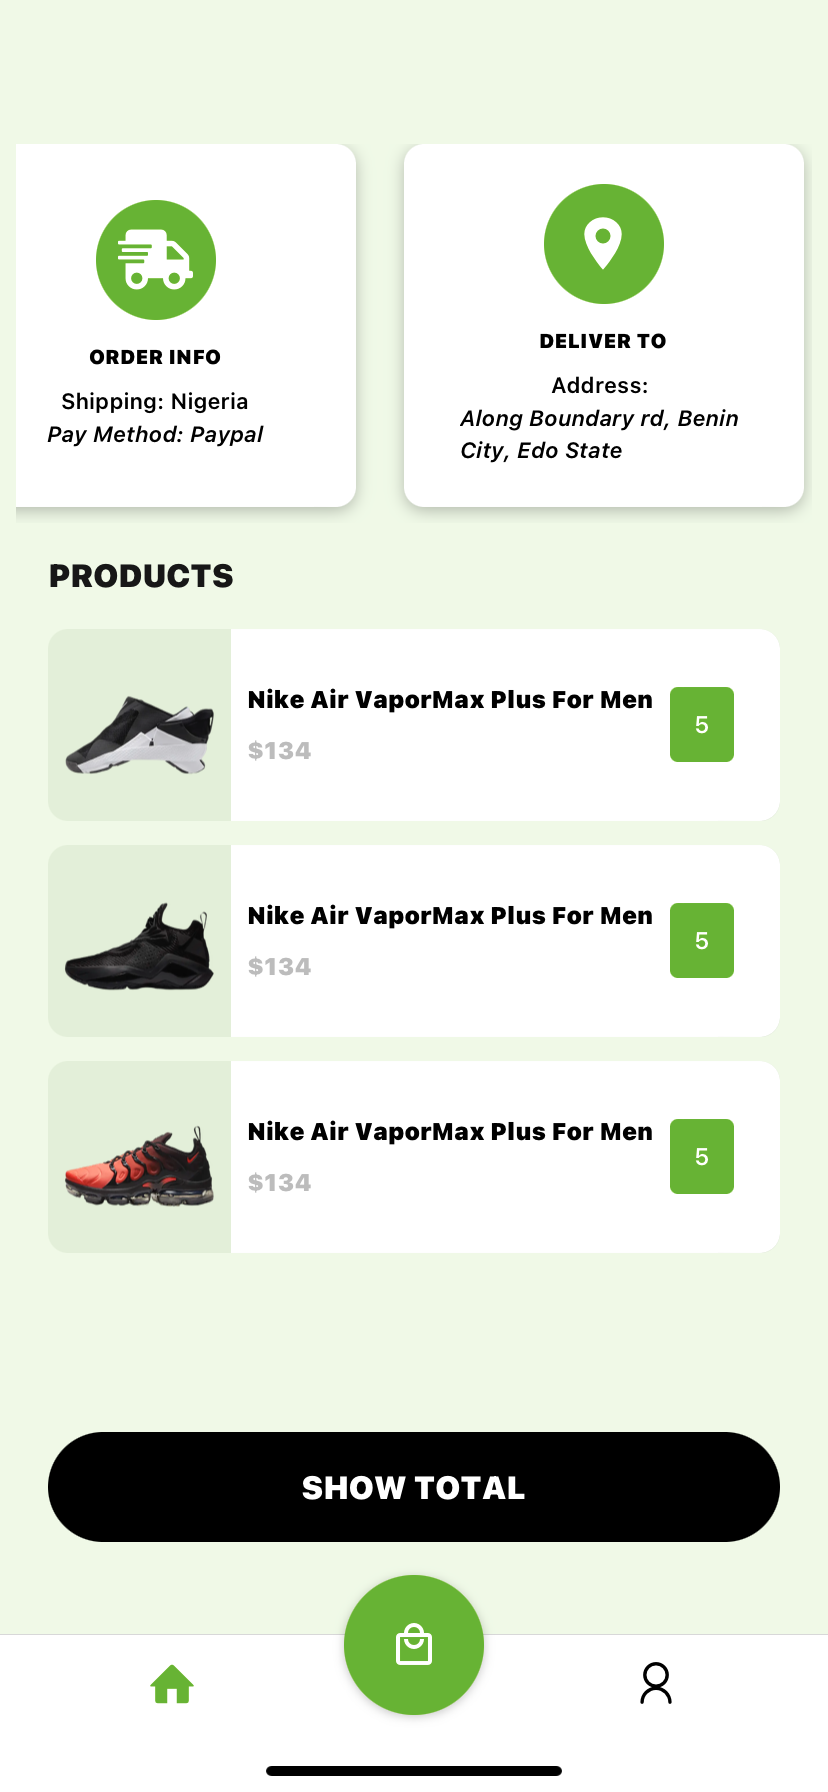 ORDER INFO
Shipping: Nigeria
Pay Method: Paypal
DELIVER TO
Address:
Along Boundary rd, Benin
City, Edo State
PRODUCTS
Nike Air VaporMax Plus For Men
$134
5
Nike Air VaporMax Plus For Men
$134
5
Nike Air VaporMax Plus For Men
$134
5
SHOW TOTAL